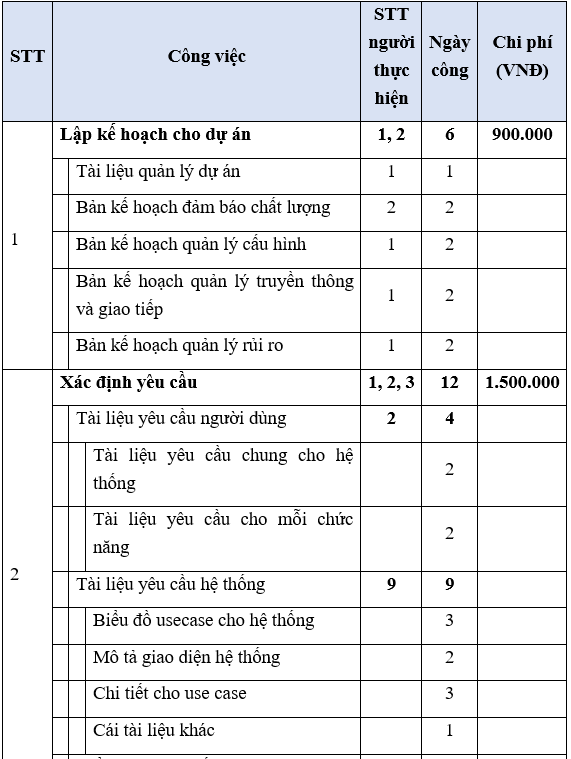 STT
Công việc
STT
người
thực
hiện
Ngày
công
Chi phí
(VNĐ)
1
Lập kế hoạch cho dự án
1, 2
6
900.000
Tài liệu quản lý dự án
1
1
Bản kế hoạch đảm bảo chất lượng
2
2
Bản kế hoạch quản lý cấu hình
1
2
Bản kế hoạch quản lý truyền thông
và giao tiếp
1
2
Bản kế hoạch quản lý rủi ro
1
2
2
Xác định yêu cầu
1, 2, 3
12
1.500.000
Tài liệu yêu cầu người dùng
2
4
Tài liệu yêu cầu chung cho hệ
thống
2
Tài liệu yêu cầu cho mỗi chức
năng
2
Tài liệu yêu cầu hệ thống
9
9
Biểu đồ usecase cho hệ thống
3
Mô tả giao diện hệ thống
2
Chi tiết cho use case
3
Cái tài liệu khác
1